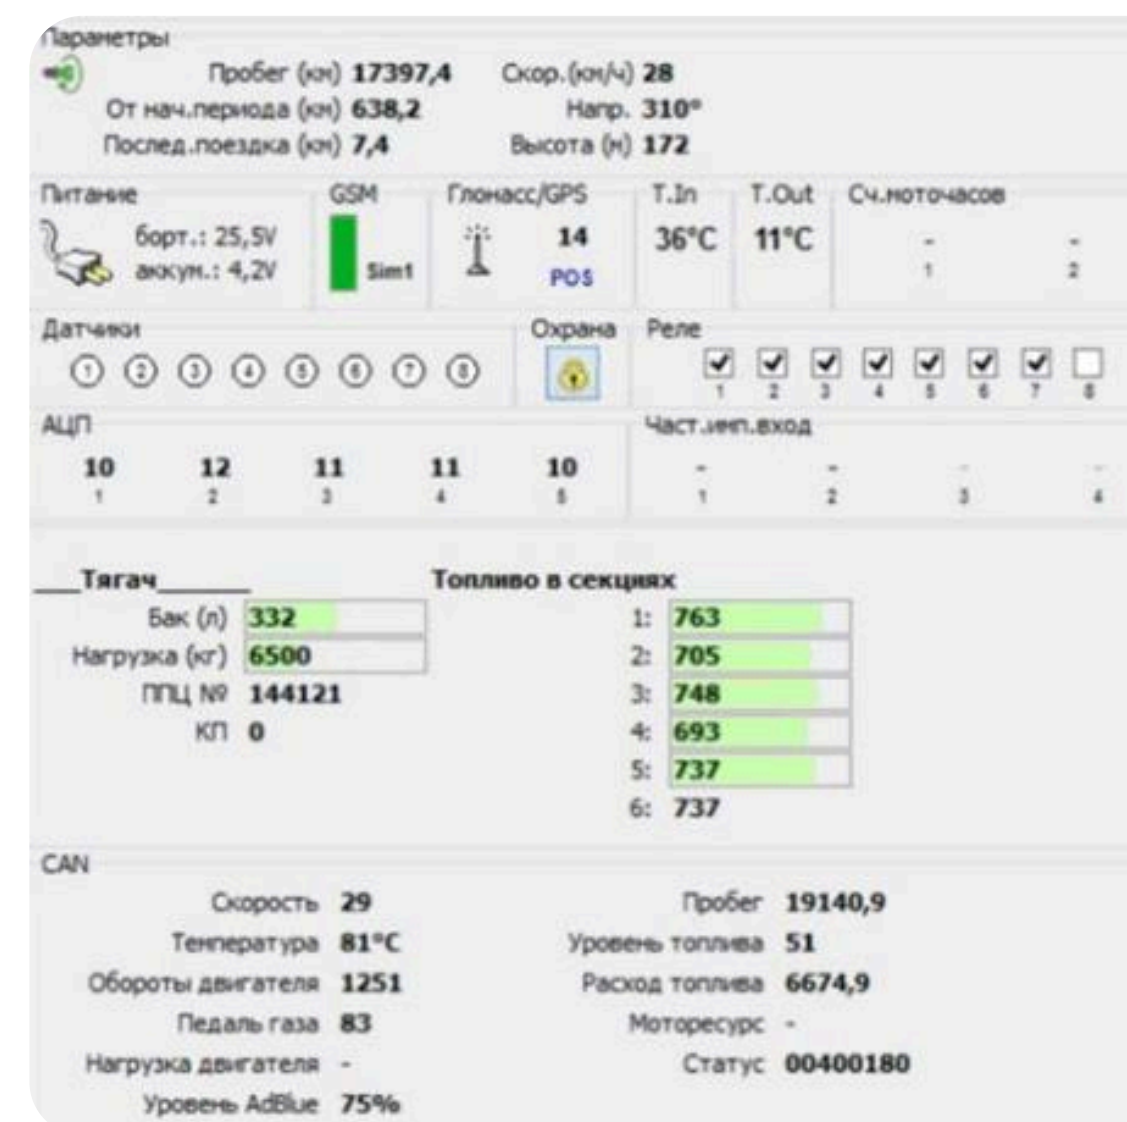 Параметры
Пробег (км) 17397,4 Скор.(км/ч) 28
От нач.периода (км) 638,2 Напр. 310°
Послед.поездка (км) 7,4 Высота (м) 172
Питание GSM Глонасс/GPS T.In T.Out Сч.моточасов
борт.: 25,5V 14 36°C 11°C - -
аккум.: 4,2V Sim1 POS 1 2
Датчики Охрана Реле
1 2 3 4 5 6 7 8
1 2 3 4 5 6 7 8
АЦП Част.имп.вход
10 12 11 11 10 - - - -
1 2 3 4 5 1 2 3 4
___Тягач______ Топливо в секциях
Бак (л) 332 1: 763
Нагрузка (кг) 6500 2: 705
ППЦ № 144121 3: 748
КП 0 4: 693
5: 737
6: 737
CAN
Скорость 29 Пробег 19140,9
Температура 81°C Уровень топлива 51
Обороты двигателя 1251 Расход топлива 6674,9
Педаль газа 83 Моторесурс -
Нагрузка двигателя - Статус 00400180
Уровень AdBlue 75%